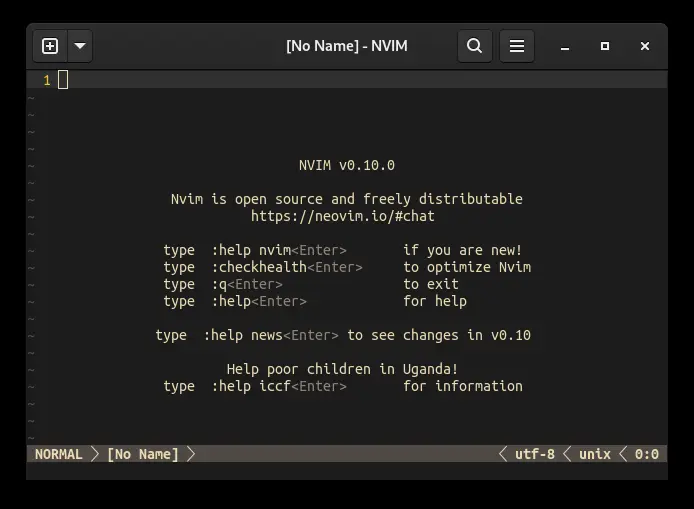 [No Name] - NVIM
1
~
~
~
~
~ NVIM v0.10.0
~
~ Nvim is open source and freely distributable
~ https://neovim.io/#chat
~
~ type  :help nvim<Enter>       if you are new!
~ type  :checkhealth<Enter>     to optimize Nvim
~ type  :q<Enter>               to exit
~ type  :help<Enter>            for help
~
~ type  :help news<Enter> to see changes in v0.10
~
~ Help poor children in Uganda!
~ type  :help iccf<Enter>       for information
~
~
~
NORMAL > [No Name] > < utf-8 < unix < 0:0